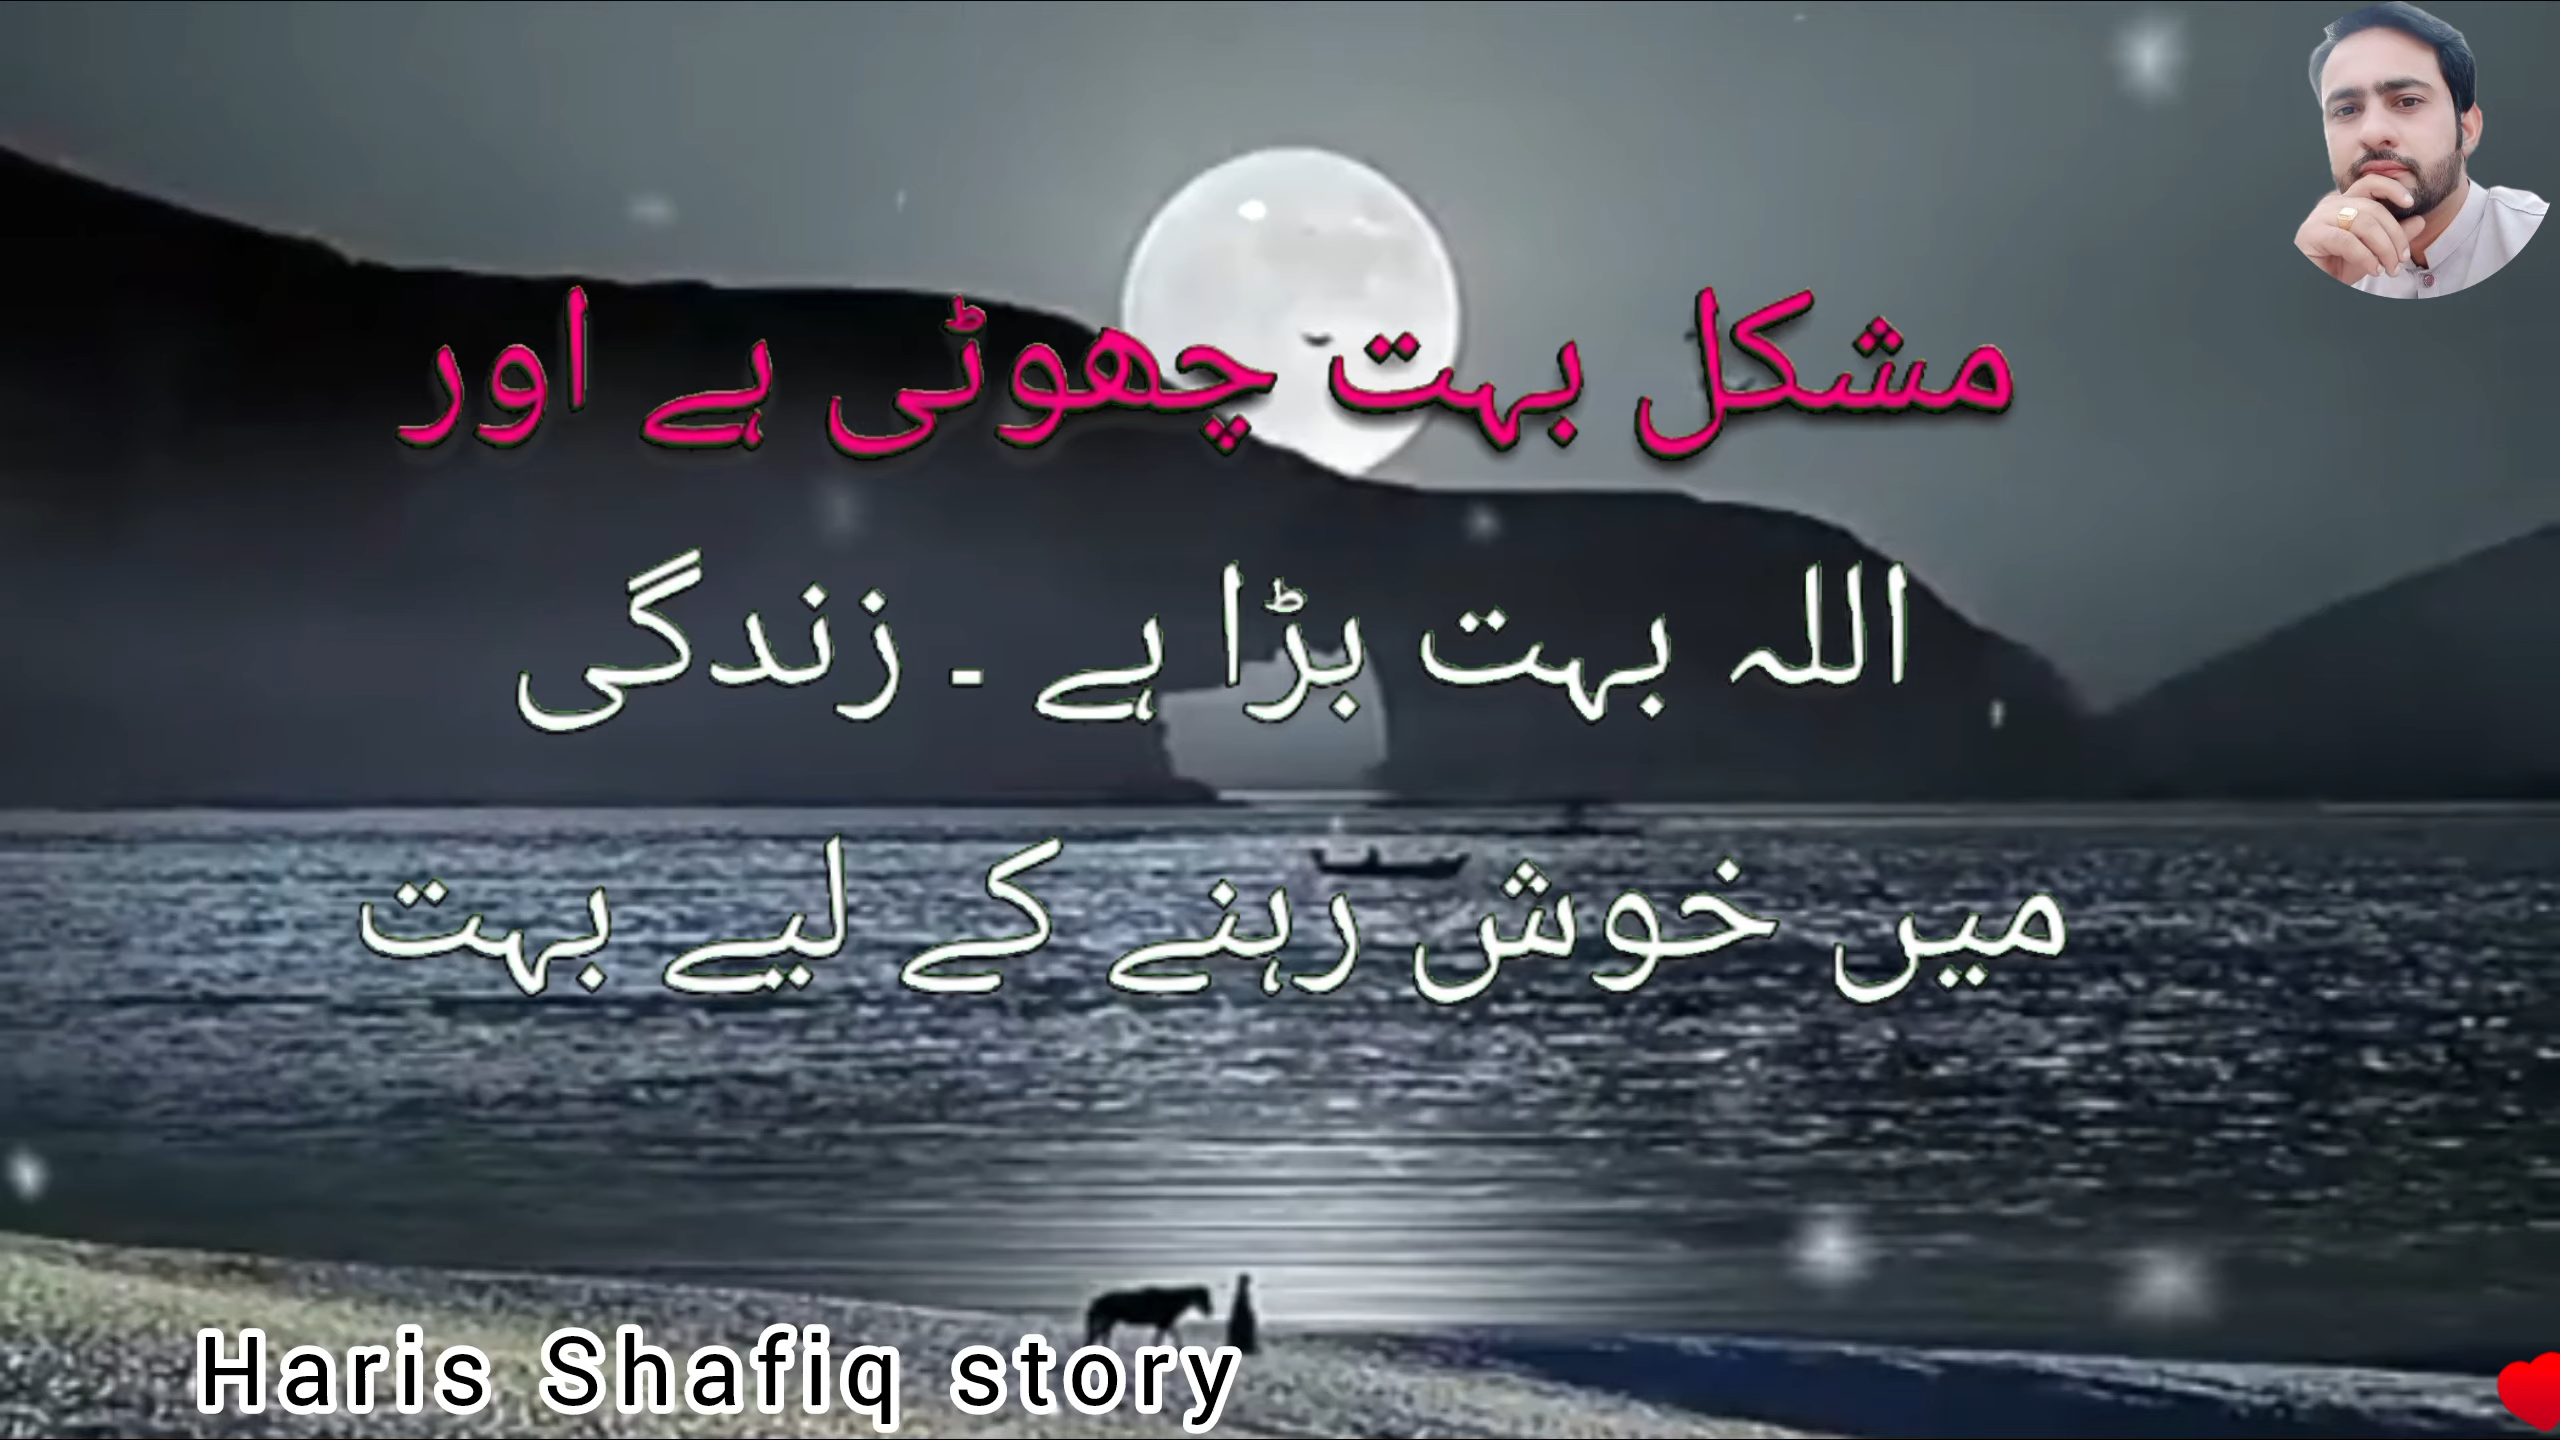 مشکل بہت چھوٹی ہے اور
اللہ بہت بڑا ہے ۔ زندگی
میں خوش رہنے کے لیے بہت
Haris Shafiq story